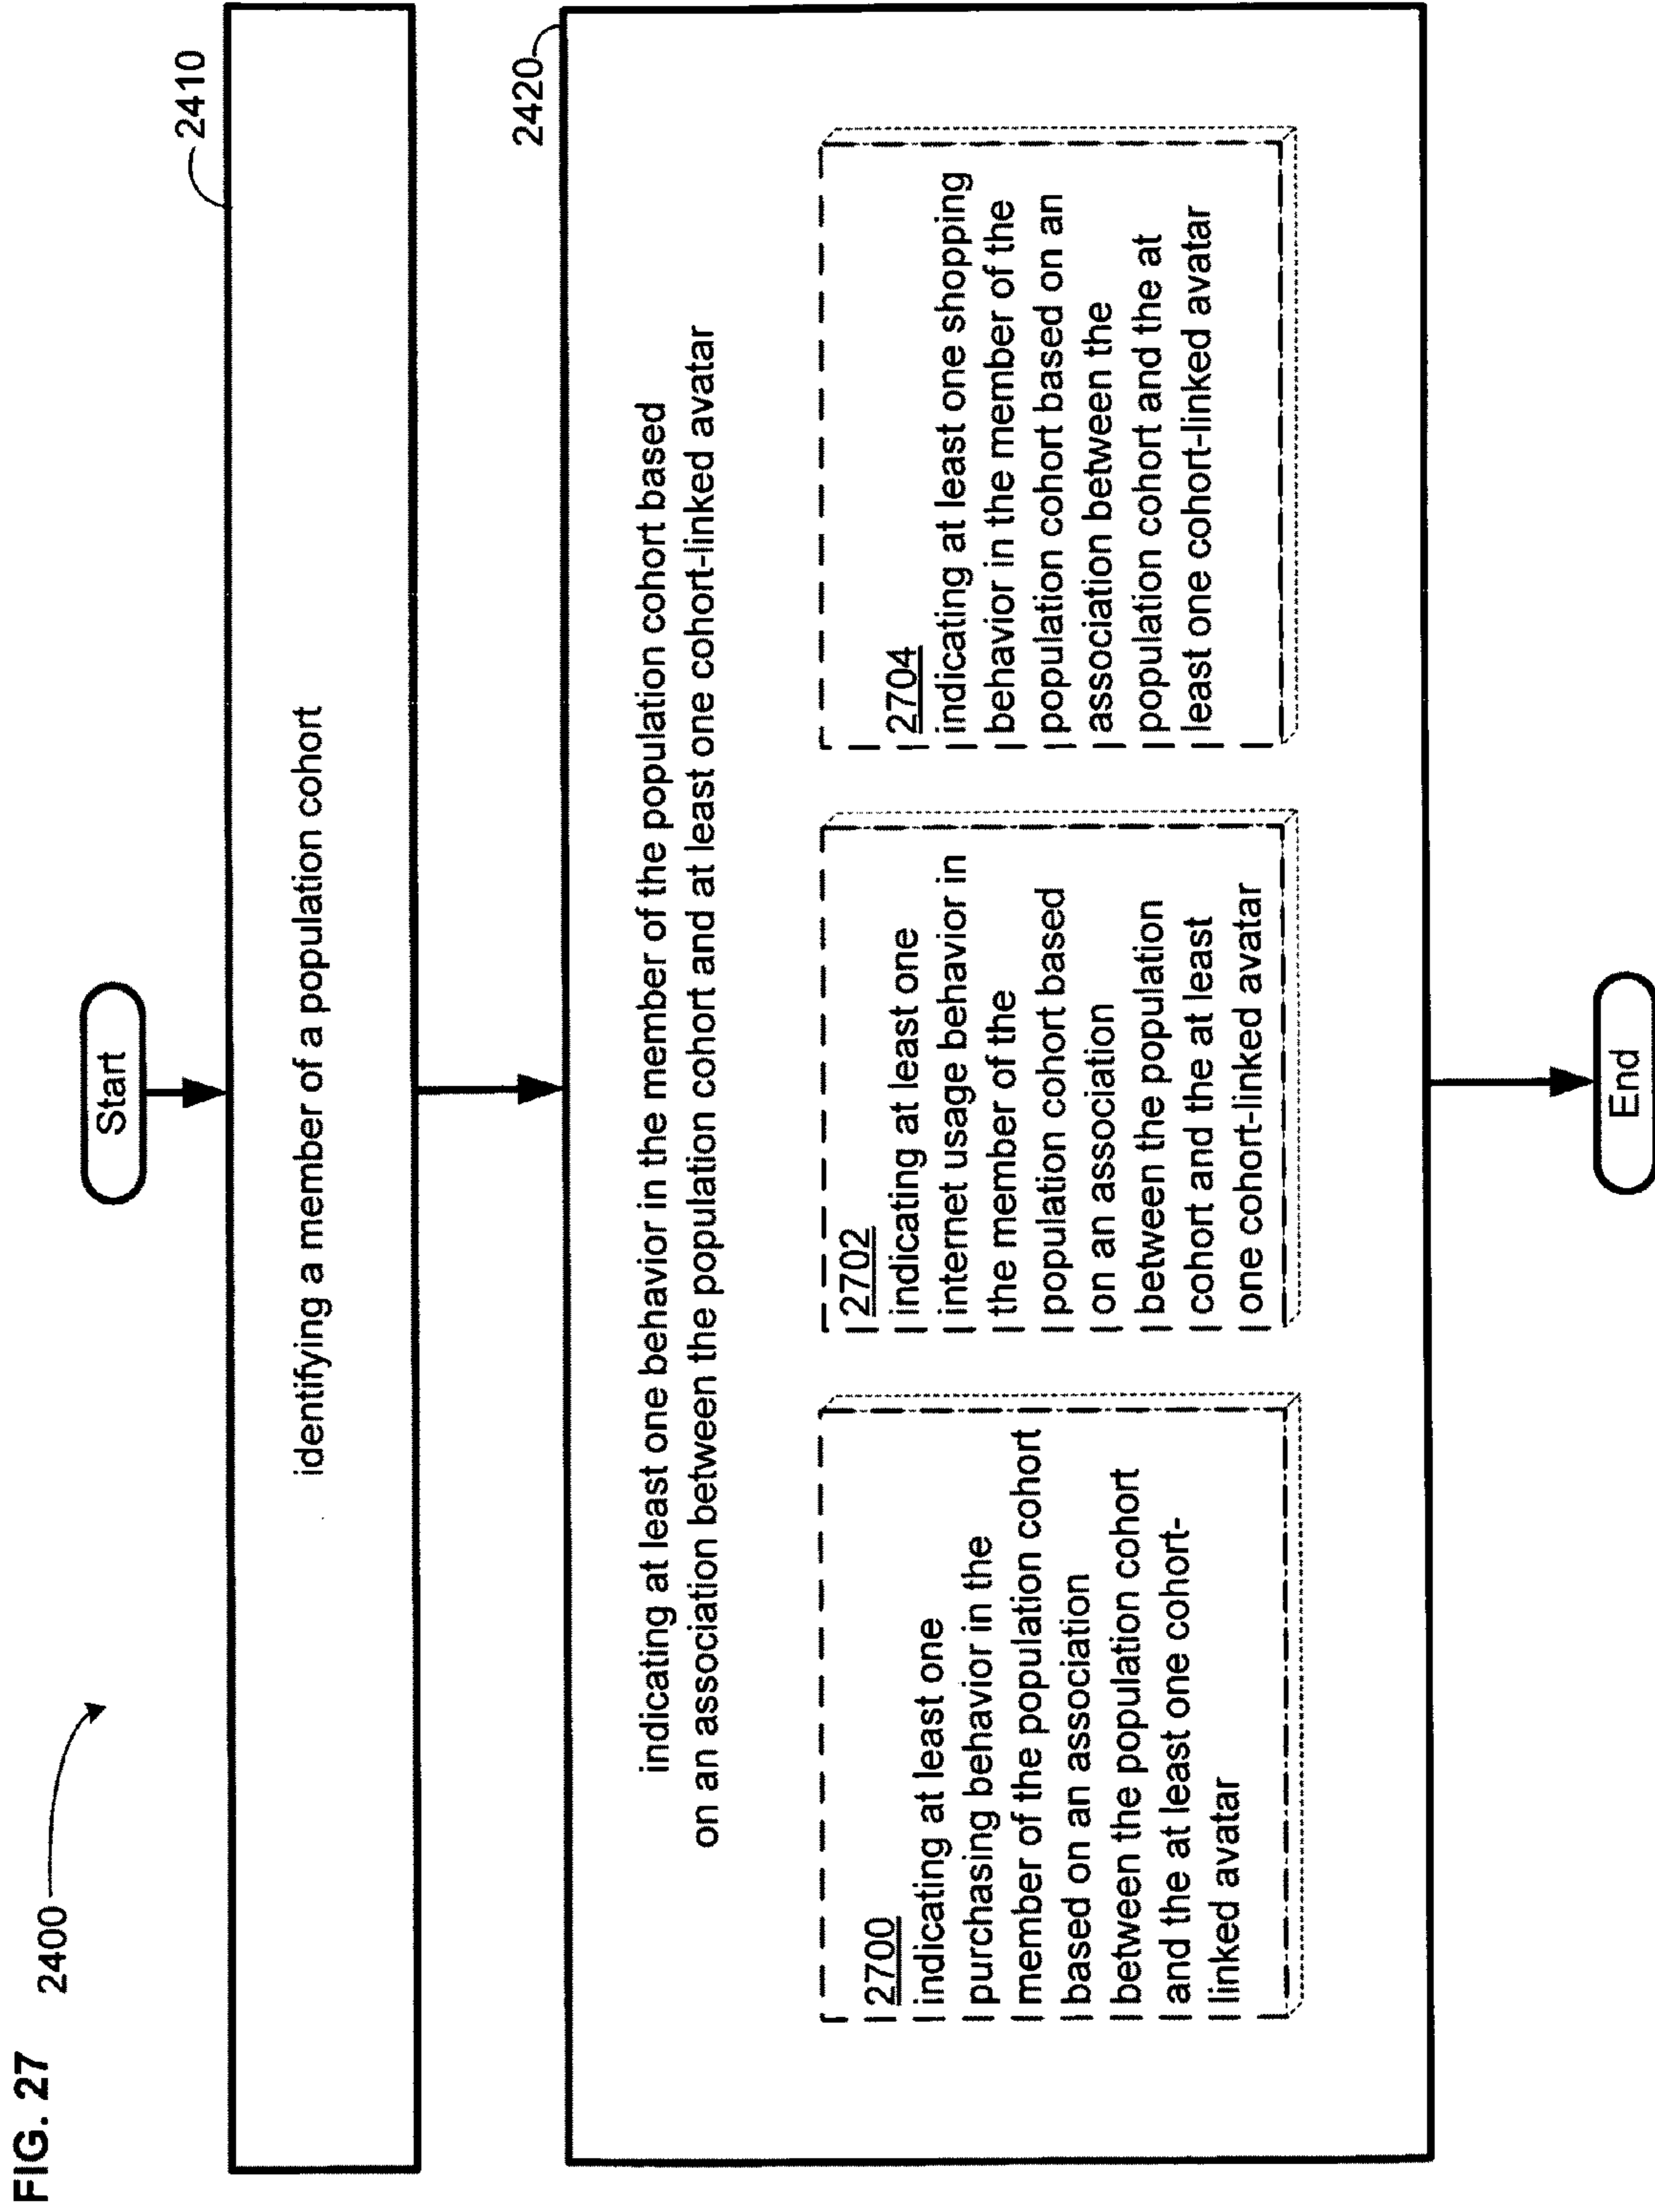 FIG. 27
2400
Start
2410
identifying a member of a population cohort
2420
indicating at least one behavior in the member of the population cohort based
on an association between the population cohort and at least one cohort-linked avatar
2700
indicating at least one
purchasing behavior in the
member of the population cohort
based on an association
between the population cohort
and the at least one cohort-
linked avatar
2702
indicating at least one
internet usage behavior in
the member of the
population cohort based
on an association
between the population
cohort and the at least
one cohort-linked avatar
2704
indicating at least one shopping
behavior in the member of the
population cohort based on an
association between the
population cohort and the at
least one cohort-linked avatar
End